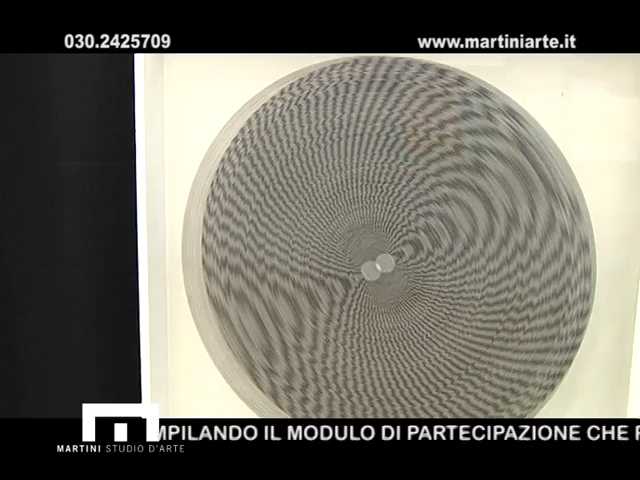 030.2425709 www.martiniarte.it
MPILANDO IL MODULO DI PARTECIPAZIONE CHE
MARTINI STUDIO D'ARTE